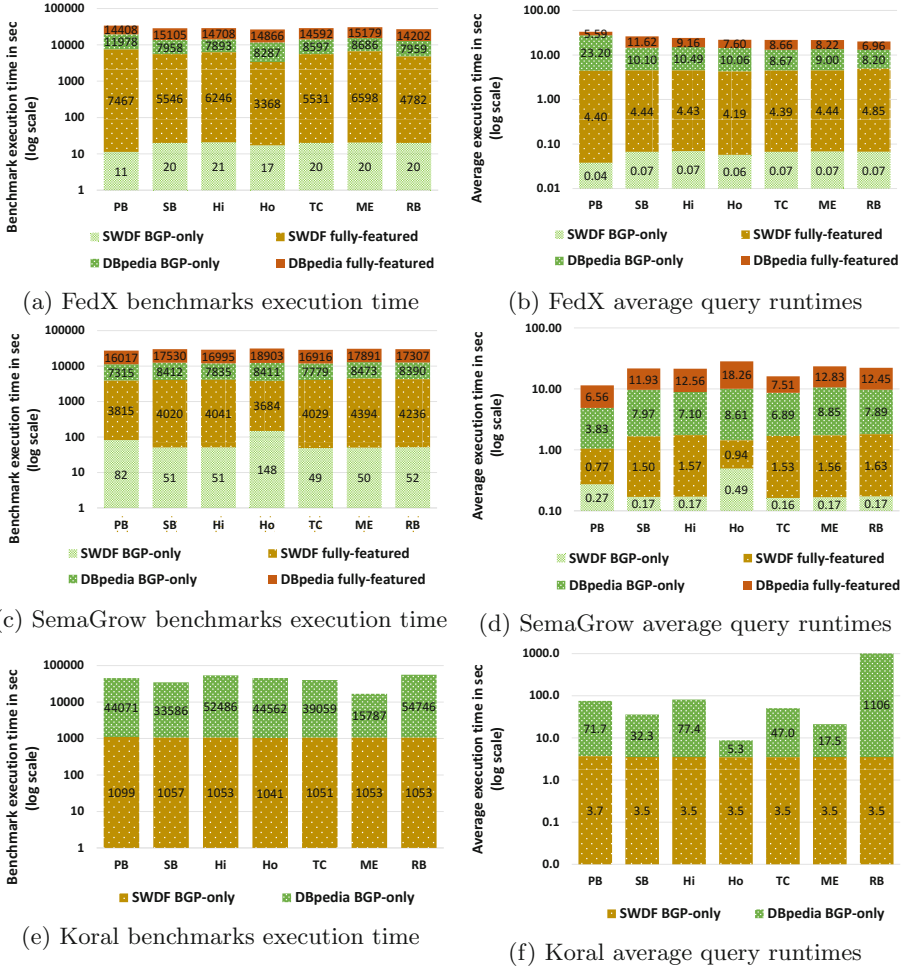 Benchmark execution time in sec
(log scale)
100000
10000
1000
100
10
1
14408 15105 14708 14866 14592 15179 14202
11978 7958 7893 8287 8597 8686 7959
7467 5546 6246 3368 5531 6598 4782
11 20 21 17 20 20 20
PB SB Hi Ho TC ME RB
SWDF BGP-only SWDF fully-featured
DBpedia BGP-only DBpedia fully-featured
(a) FedX benchmarks execution time
Average execution time in sec
(log scale)
100.00
10.00
1.00
0.10
0.01
5.59 11.62 9.16 7.60 8.66 8.22 6.96
23.20 10.10 10.49 10.06 8.67 9.00 8.20
4.40 4.44 4.43 4.19 4.39 4.44 4.85
0.04 0.07 0.07 0.06 0.07 0.07 0.07
PB SB Hi Ho TC ME RB
SWDF BGP-only SWDF fully-featured
DBpedia BGP-only DBpedia fully-featured
(b) FedX average query runtimes
Benchmark execution time in sec
(log scale)
100000
10000
1000
100
10
1
16017 17530 16995 18903 16916 17891 17307
7315 8412 7835 8411 7779 8473 8390
3815 4020 4041 3684 4029 4394 4236
82 51 51 148 49 50 52
PB SB Hi Ho TC ME RB
SWDF BGP-only SWDF fully-featured
DBpedia BGP-only DBpedia fully-featured
c) SemaGrow benchmarks execution time
Average execution time in sec
(log scale)
100.00
10.00
1.00
0.10
6.56 11.93 12.56 18.26 7.51 12.83 12.45
3.83 7.97 7.10 8.61 6.89 8.85 7.89
0.77 1.50 1.57 0.94 1.53 1.56 1.63
0.27 0.17 0.17 0.49 0.16 0.17 0.17
PB SB Hi Ho TC ME RB
SWDF BGP-only SWDF fully-featured
DBpedia BGP-only DBpedia fully-featured
(d) SemaGrow average query runtimes
Benchmark execution time in sec
(log scale)
100000
10000
1000
100
10
1
44071 33586 52486 44562 39059 15787 54746
1099 1057 1053 1041 1051 1053 1053
PB SB Hi Ho TC ME RB
SWDF BGP-only DBpedia BGP-only
(e) Koral benchmarks execution time
Average execution time in sec
(log scale)
1000.0
100.0
10.0
1.0
0.1
0.0
71.7 32.3 77.4 5.3 47.0 17.5 1106
3.7 3.5 3.5 3.5 3.5 3.5 3.5
PB SB Hi Ho TC ME RB
SWDF BGP-only DBpedia BGP-only
(f) Koral average query runtimes